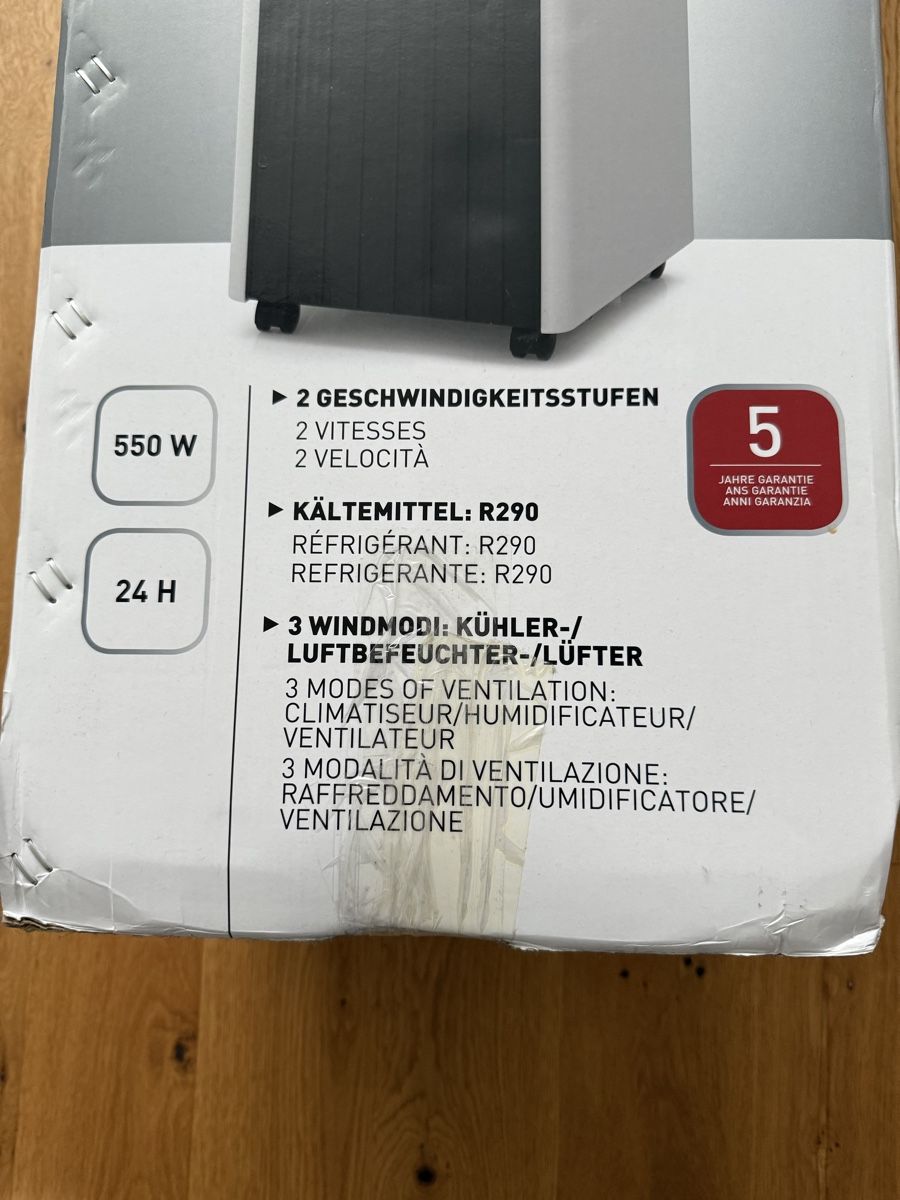 550 W
24 H
▶ 2 GESCHWINDIGKEITSSTUFEN
2 VITESSES
2 VELOCITÀ
▶ KÄLTEMITTEL: R290
RÉFRIGÉRANT: R290
REFRIGERANTE: R290
▶ 3 WINDMODI: KÜHLER-/
LUFTBEFEUCHTER-/LÜFTER
3 MODES OF VENTILATION:
CLIMATISEUR/HUMIDIFICATEUR/
VENTILATEUR
3 MODALITÀ DI VENTILAZIONE:
RAFFREDDAMENTO/UMIDIFICATORE/
VENTILAZIONE
5
JAHRE GARANTIE
ANS GARANTIE
ANNI GARANZIA